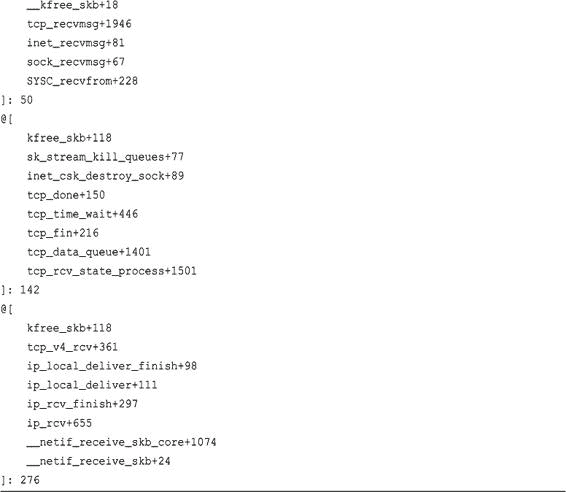 __kfree_skb+18
tcp_recvmsg+1946
inet_recvmsg+81
sock_recvmsg+67
SYSC_recvfrom+228
]: 50
@[
kfree_skb+118
sk_stream_kill_queues+77
inet_csk_destroy_sock+89
tcp_done+150
tcp_time_wait+446
tcp_fin+216
tcp_data_queue+1401
tcp_rcv_state_process+1501
]: 142
@[
kfree_skb+118
tcp_v4_rcv+361
ip_local_deliver_finish+98
ip_local_deliver+111
ip_rcv_finish+297
ip_rcv+655
__netif_receive_skb_core+1074
__netif_receive_skb+24
]: 276